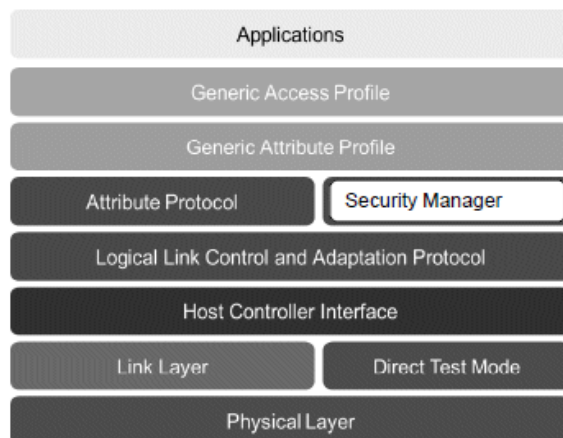 Applications
Generic Access Profile
Generic Attribute Profile
Attribute Protocol
Security Manager
Logical Link Control and Adaptation Protocol
Host Controller Interface
Link Layer
Direct Test Mode
Physical Layer